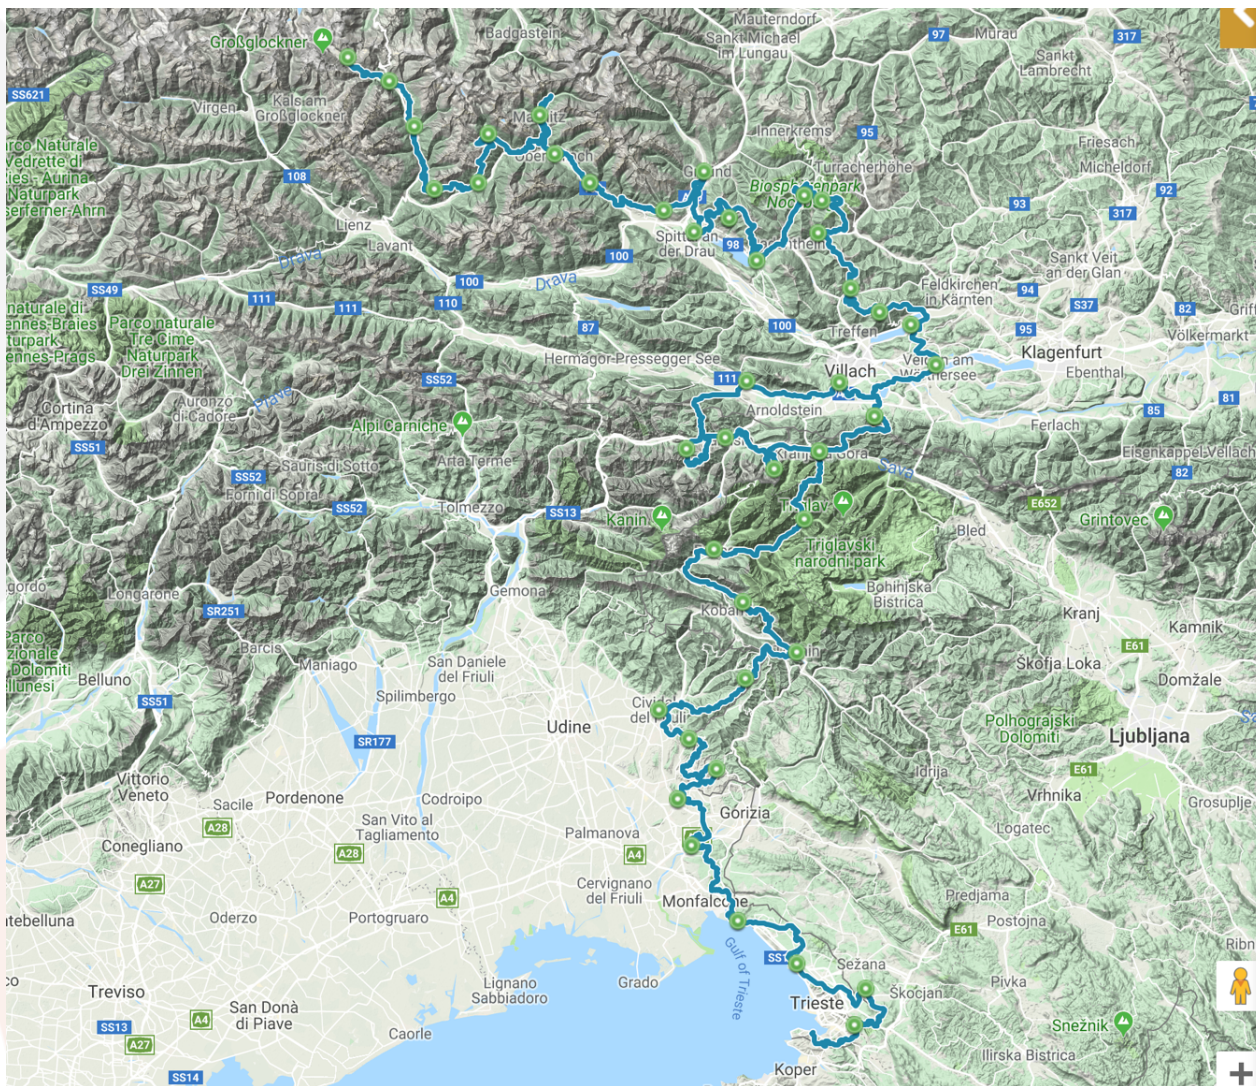 Großglockner
Badgastein
Mauterndorf
Sankt Michael
im Lungau
97
Murau
317
Sankt
Lambrecht
SS621
Virgen
Kals am
Großglockner
Innerkrems
95
Friesach
Micheldorf
Parco Naturale
Turracherhöhe
108
92
93
317
Lienz
Lavant
Drava
100
98
Sankt Veit
an der Glan
SS49
111
111
100
110
Drava
100
Feldkirchen
in Kärnten
94
S37
82
Parco naturale
Tre Cime
Naturpark
Drei Zinnen
87
100
Treffen
95
Völkermarkt
Hermagor-Pressegger See
Klagenfurt
Ebenthal
SS52
111
Villach
81
Cortina
d'Ampezzo
Auronzo
di Cadore
Piave
Arnoldstein
85
Ferlach
SS51
Alpi Carniche
Arta Terme
Sauris di Sotto
Eisenkappel-Vellach
82
Sava
SS52
Forni di Sopra
SS52
Tolmezzo
SS13
Kanin
E652
Grintovec
Bled
Triglavski
narodni park
Longarone
Gemona
Bohinjska
Bistrica
SR251
Kranj
Kamnik
Barcis
Maniago
San Daniele
del Friuli
E61
Škofja Loka
Belluno
Spilimbergo
Domžale
SS51
Udine
Polhograjski
Dolomiti
Ljubljana
SR177
Idrija
E61
Vittorio
Veneto
Sacile
Pordenone
Codroipo
Vrhnika
Grosuplje
A28
San Vito al
Tagliamento
Palmanova
Gorizia
Logatec
Conegliano
A28
A4
A27
Cervignano
del Friuli
Monfalcone
Predjama
Oderzo
Portogruaro
A4
Postojna
E61
Gulf of Trieste
Sežana
Treviso
Lignano
Sabbiadoro
Grado
Škocjan
Pivka
San Donà
di Piave
Trieste
SS13
A4
Caorle
Snežnik
A27
Ilirska Bistrica
SS14
Koper